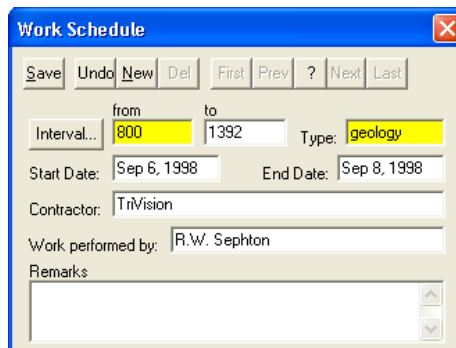 Work Schedule
Save Undo New Del First Prev ? Next Last
from to
Interval... 800 1392 Type: geology
Start Date: Sep 6, 1998 End Date: Sep 8, 1998
Contractor: TriVision
Work performed by: R.W. Sephton
Remarks